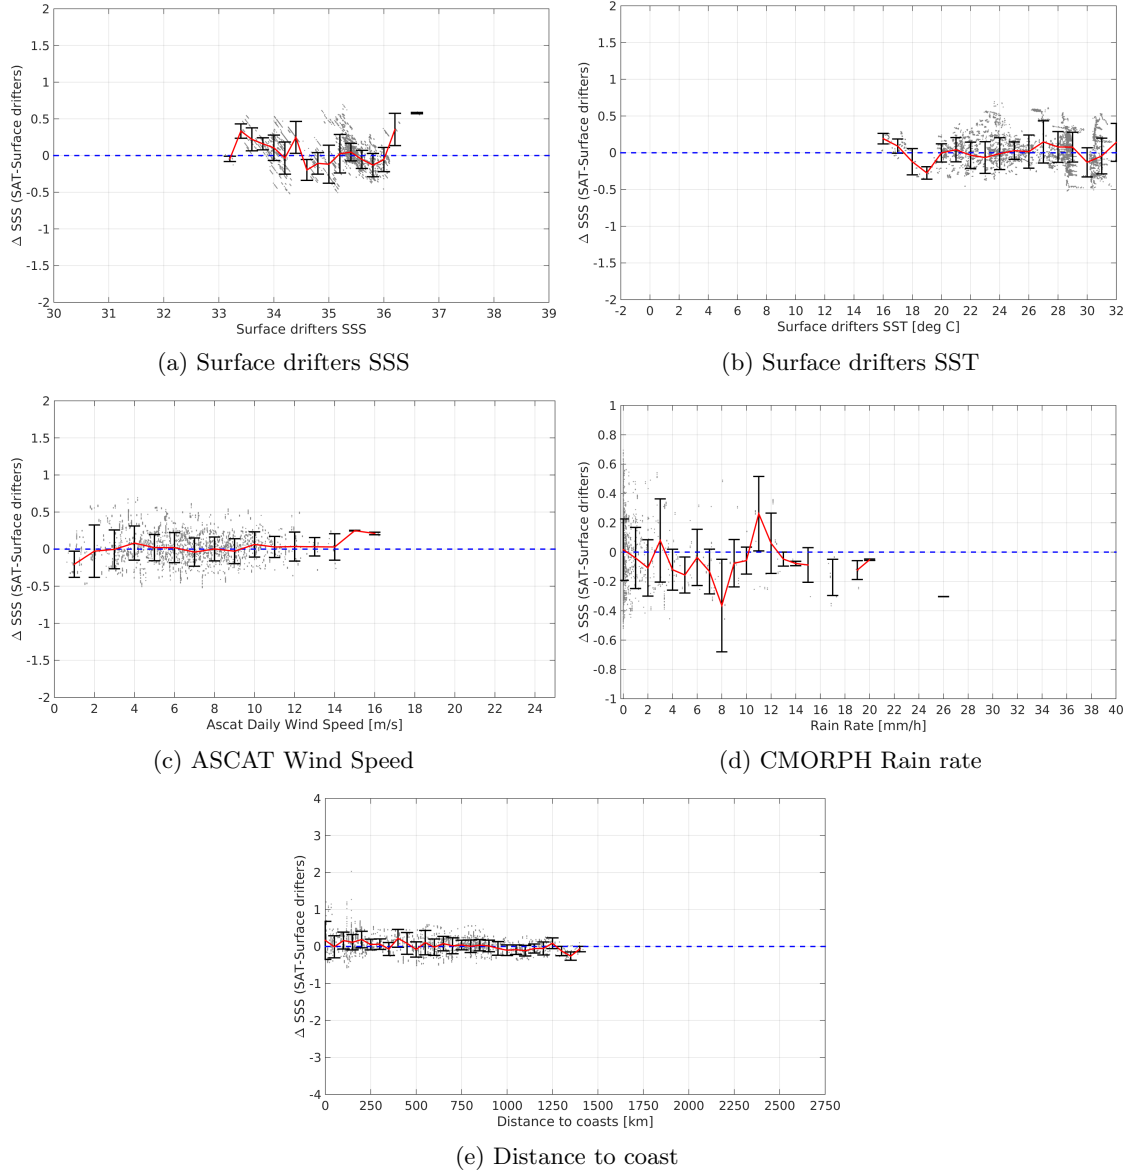 2
1.5
1
0.5
0
-0.5
-1
-1.5
-2
30 31 32 33 34 35 36 37 38 39
Δ SSS (SAT-Surface drifters)
Surface drifters SSS
(a) Surface drifters SSS
2
1.5
1
0.5
0
-0.5
-1
-1.5
-2
-2 0 2 4 6 8 10 12 14 16 18 20 22 24 26 28 30 32
Δ SSS (SAT-Surface drifters)
Surface drifters SST [deg C]
(b) Surface drifters SST
2
1.5
1
0.5
0
-0.5
-1
-1.5
-2
0 2 4 6 8 10 12 14 16 18 20 22 24
Δ SSS (SAT-Surface drifters)
Ascat Daily Wind Speed [m/s]
(c) ASCAT Wind Speed
1
0.8
0.6
0.4
0.2
0
-0.2
-0.4
-0.6
-0.8
-1
0 2 4 6 8 10 12 14 16 18 20 22 24 26 28 30 32 34 36 38 40
Δ SSS (SAT-Surface drifters)
Rain Rate [mm/h]
(d) CMORPH Rain rate
4
3
2
1
0
-1
-2
-3
-4
0 250 500 750 1000 1250 1500 1750 2000 2250 2500 2750
Δ SSS (SAT-Surface drifters)
Distance to coasts [km]
(e) Distance to coast